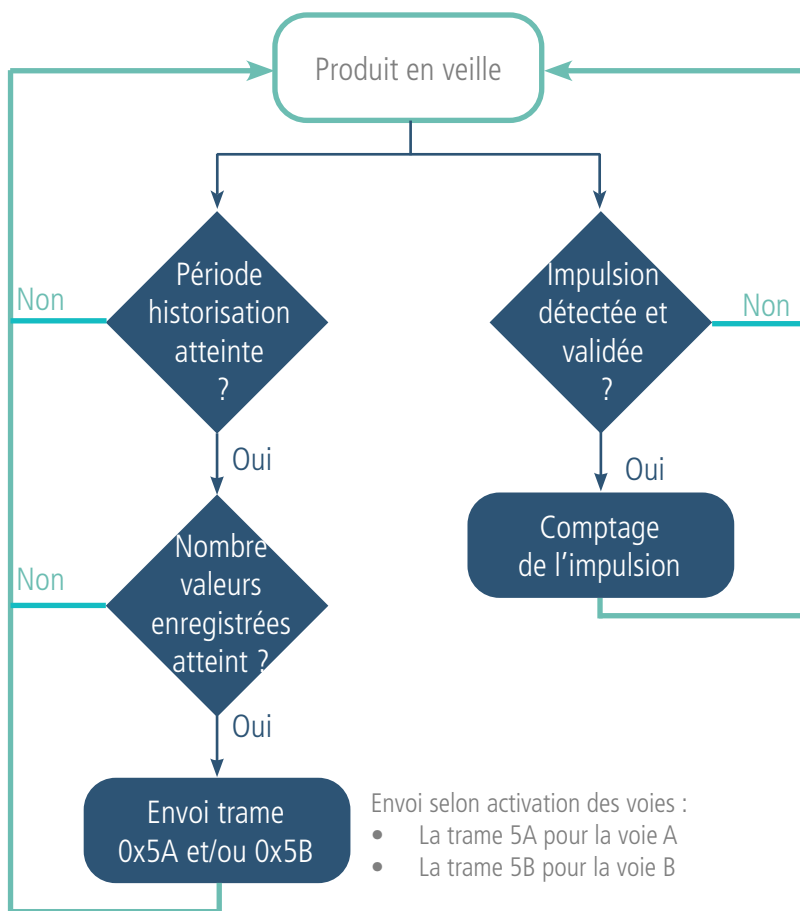 Produit en veille
Période
historisation
atteinte
?
Non
Impulsion
détectée et
validée
?
Non
Oui
Oui
Nombre
valeurs
enregistrées
atteint ?
Non
Comptage
de l'impulsion
Oui
Envoi trame
0x5A et/ou 0x5B
Envoi selon activation des voies :
• La trame 5A pour la voie A
• La trame 5B pour la voie B